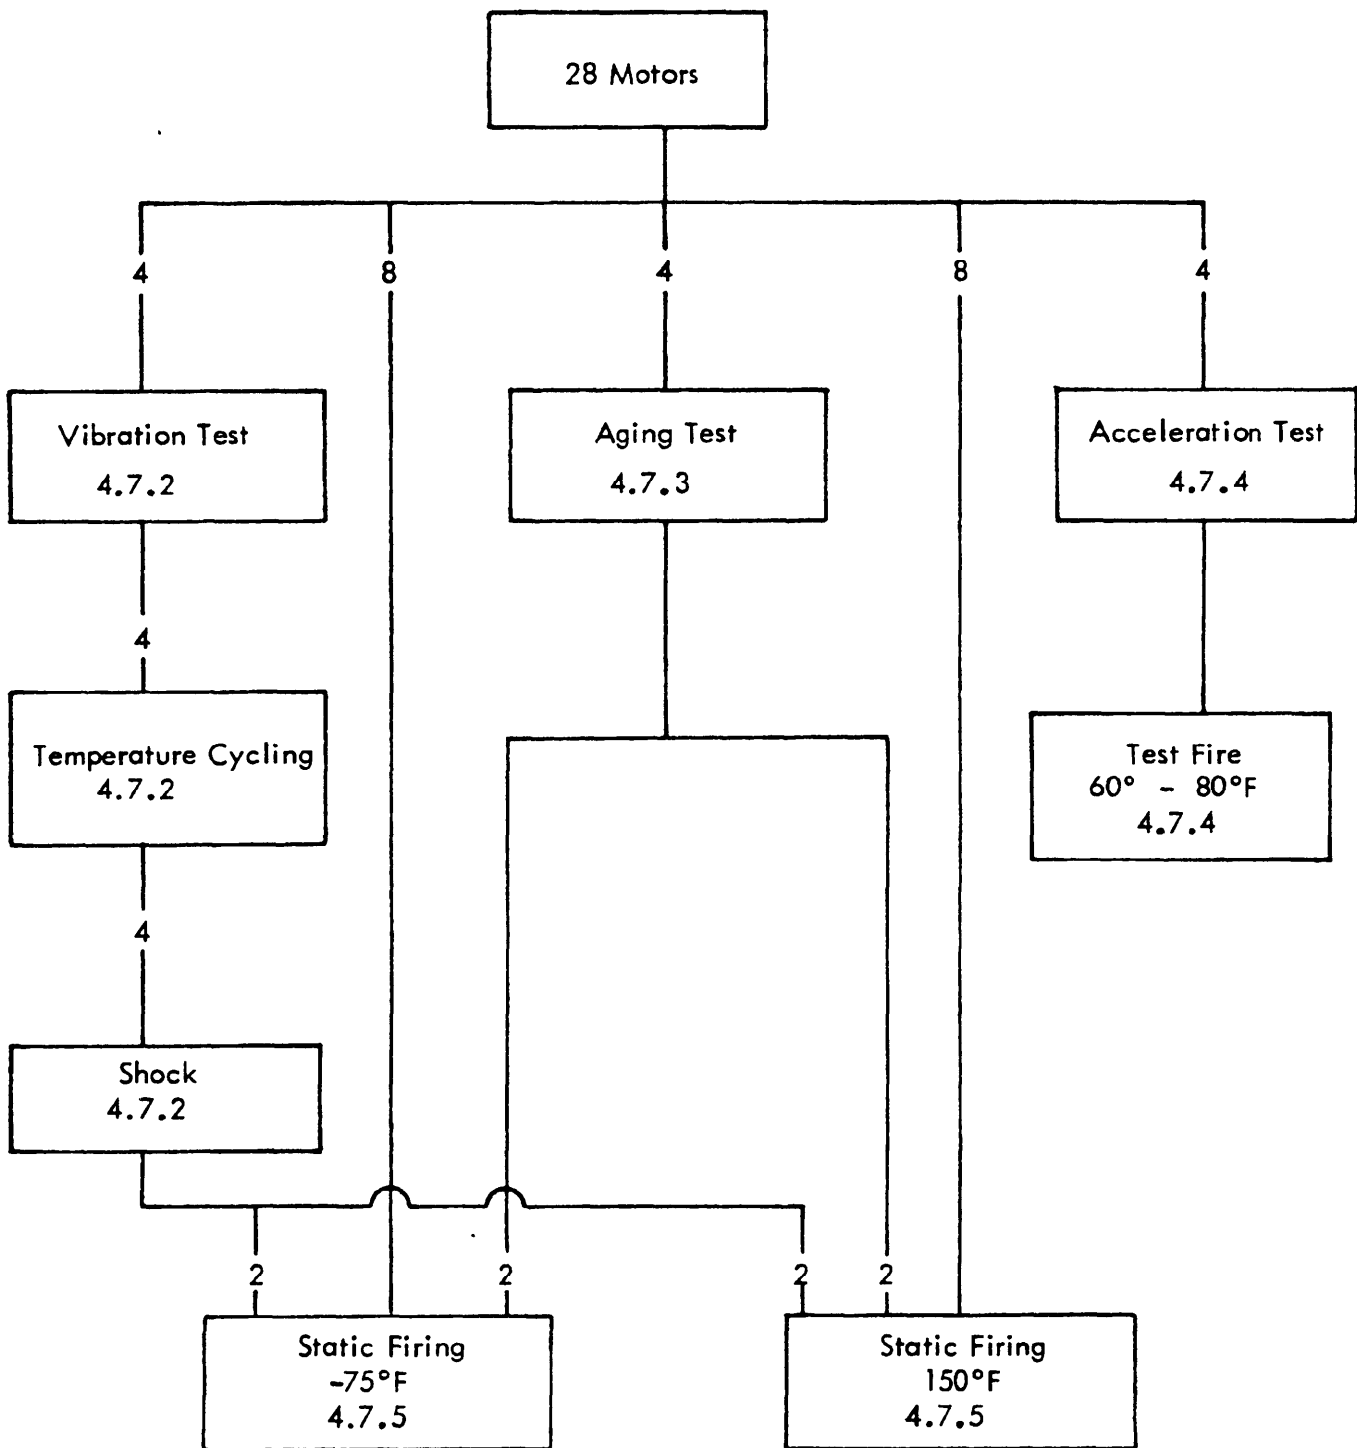 28 Motors
4
8
4
8
4
Vibration Test
4.7.2
Aging Test
4.7.3
Acceleration Test
4.7.4
4
Temperature Cycling
4.7.2
Test Fire
60° - 80°F
4.7.4
4
Shock
4.7.2
2
2
2
2
Static Firing
-75°F
4.7.5
Static Firing
150°F
4.7.5